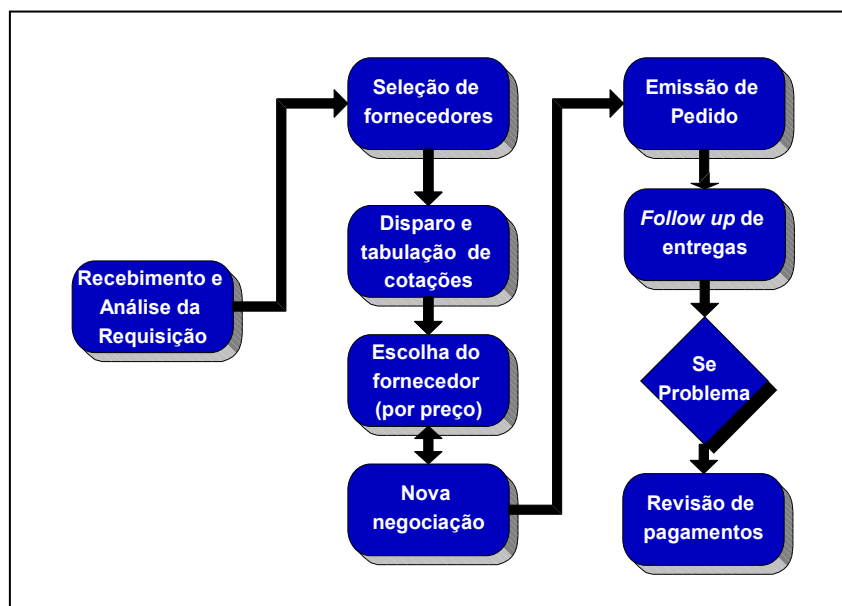 Recebimento e
Análise da
Requisição
Seleção de
fornecedores
Disparo e
tabulação de
cotações
Escolha do
fornecedor
(por preço)
Nova
negociação
Emissão de
Pedido
Follow up de
entregas
Se
Problema
Revisão de
pagamentos